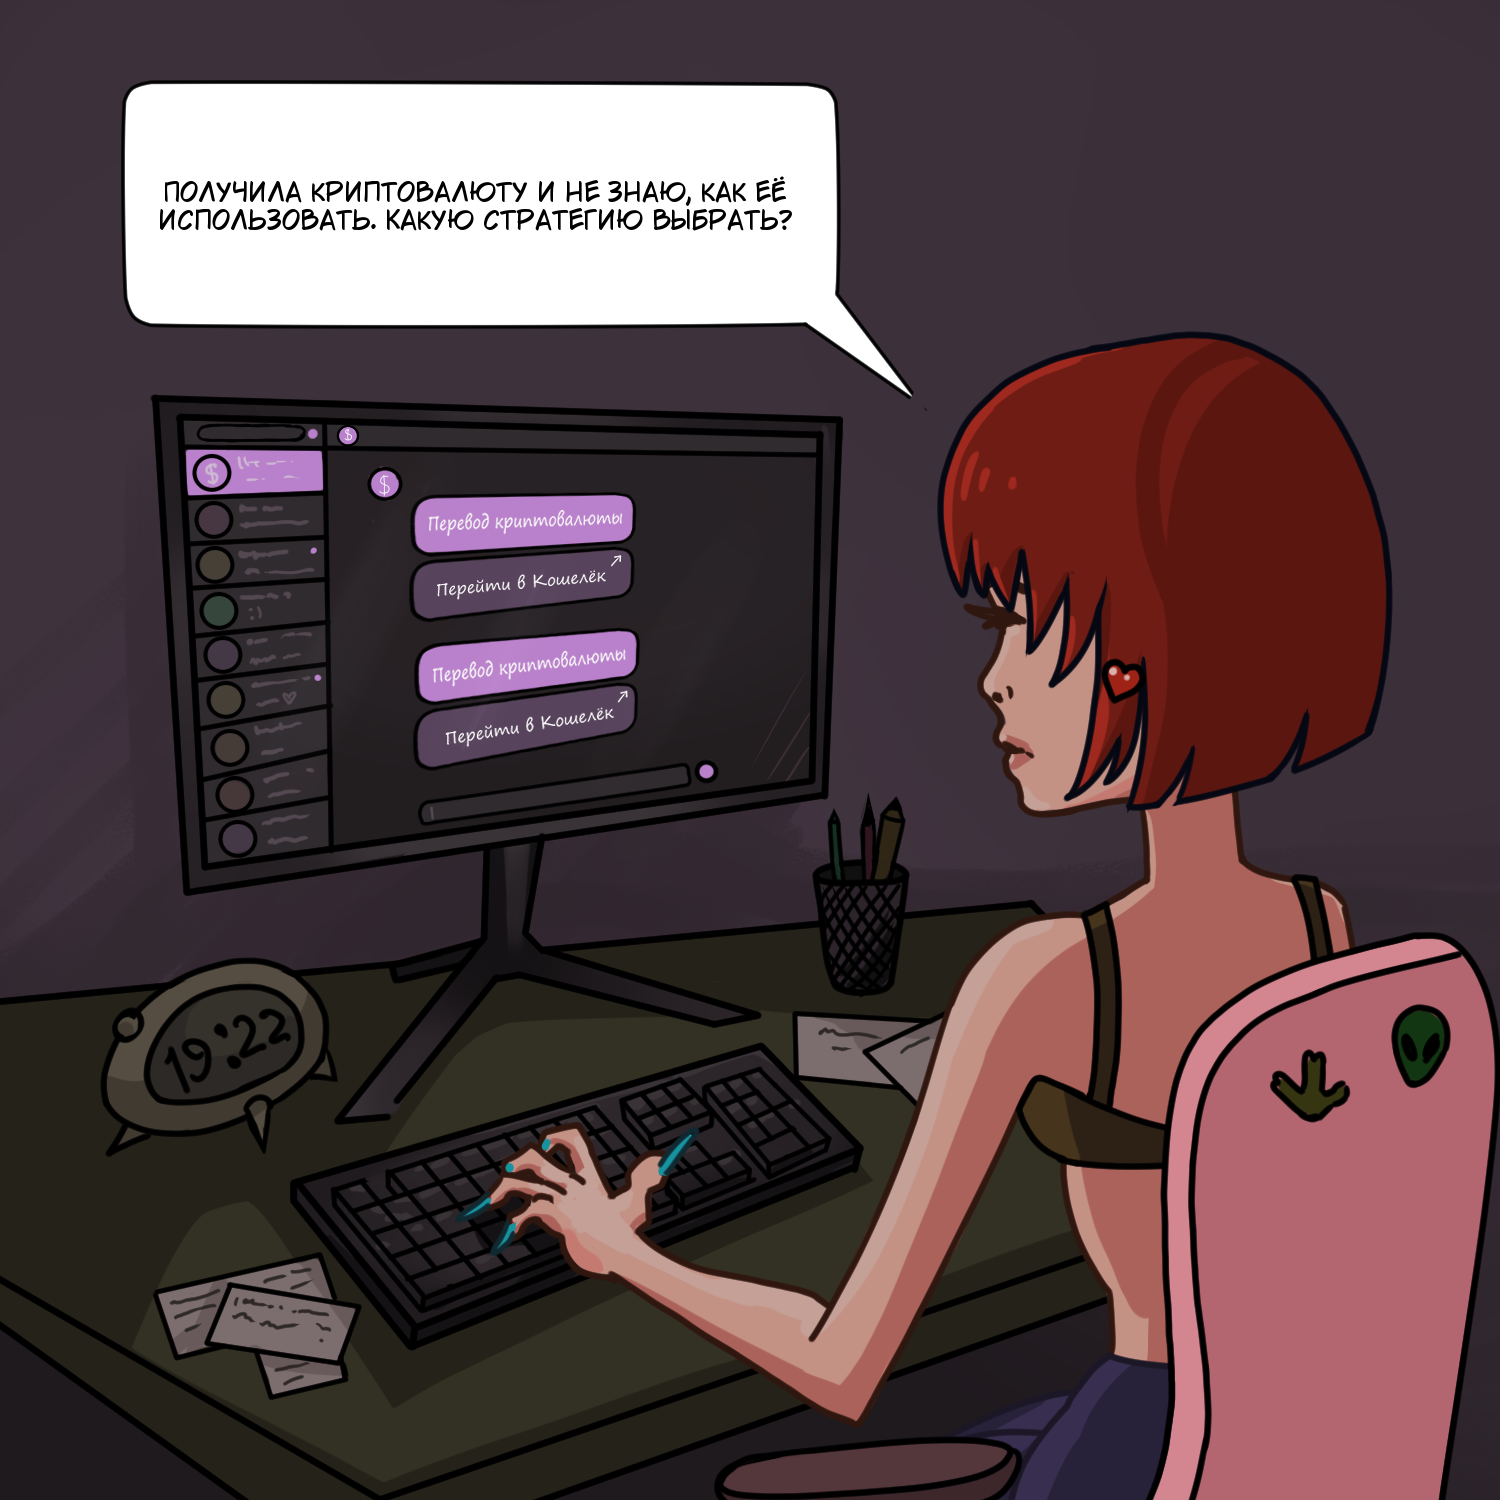 ПОЛУЧИЛА КРИПТОВАЛЮТУ И НЕ ЗНАЮ, КАК ЕЁ
ИСПОЛЬЗОВАТЬ. КАКУЮ СТРАТЕГИЮ ВЫБРАТЬ?
$
$
$
Перевод криптовалюты
Перейти в Кошелёк ↗
Перевод криптовалюты
Перейти в Кошелёк ↗
:)
19:22